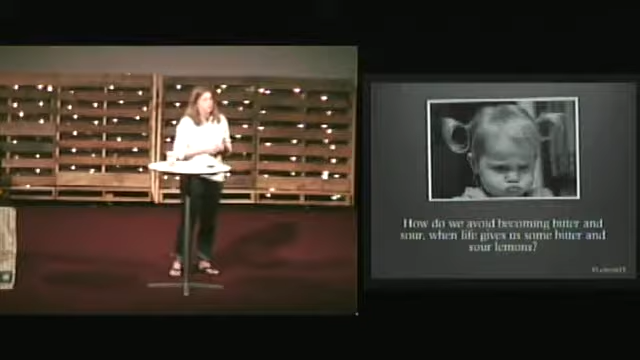 How do we avoid becoming bitter and
sour, when life gives us some bitter and
sour lemons?